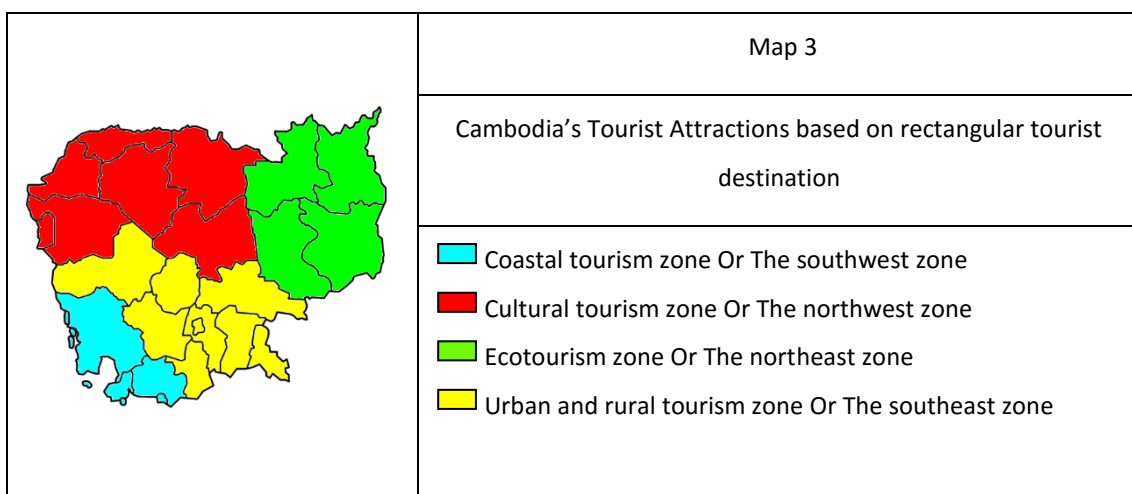 Map 3
Cambodia’s Tourist Attractions based on rectangular tourist
destination
Coastal tourism zone Or The southwest zone
Cultural tourism zone Or The northwest zone
Ecotourism zone Or The northeast zone
Urban and rural tourism zone Or The southeast zone